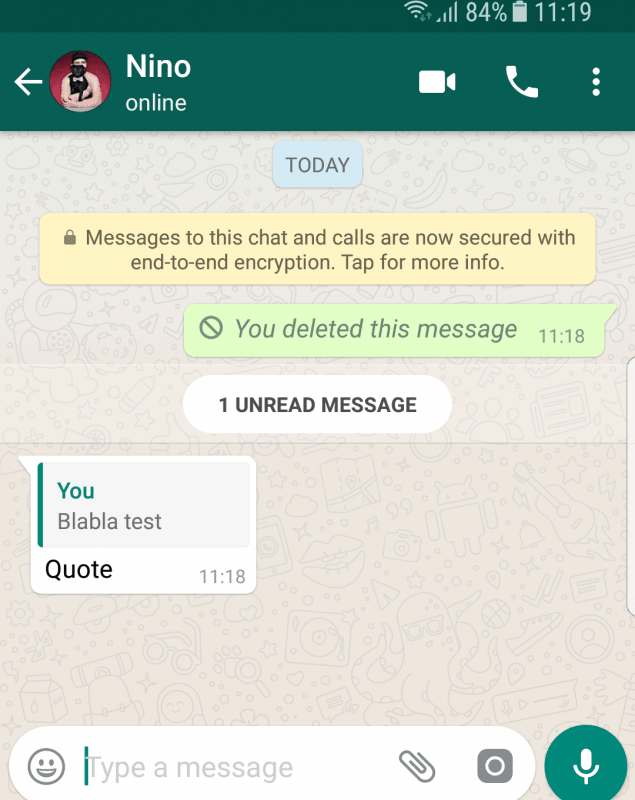 84% 11:19
Nino
online
TODAY
Messages to this chat and calls are now secured with
end-to-end encryption. Tap for more info.
You deleted this message 11:18
1 UNREAD MESSAGE
You
Blabla test
Quote 11:18
Type a message